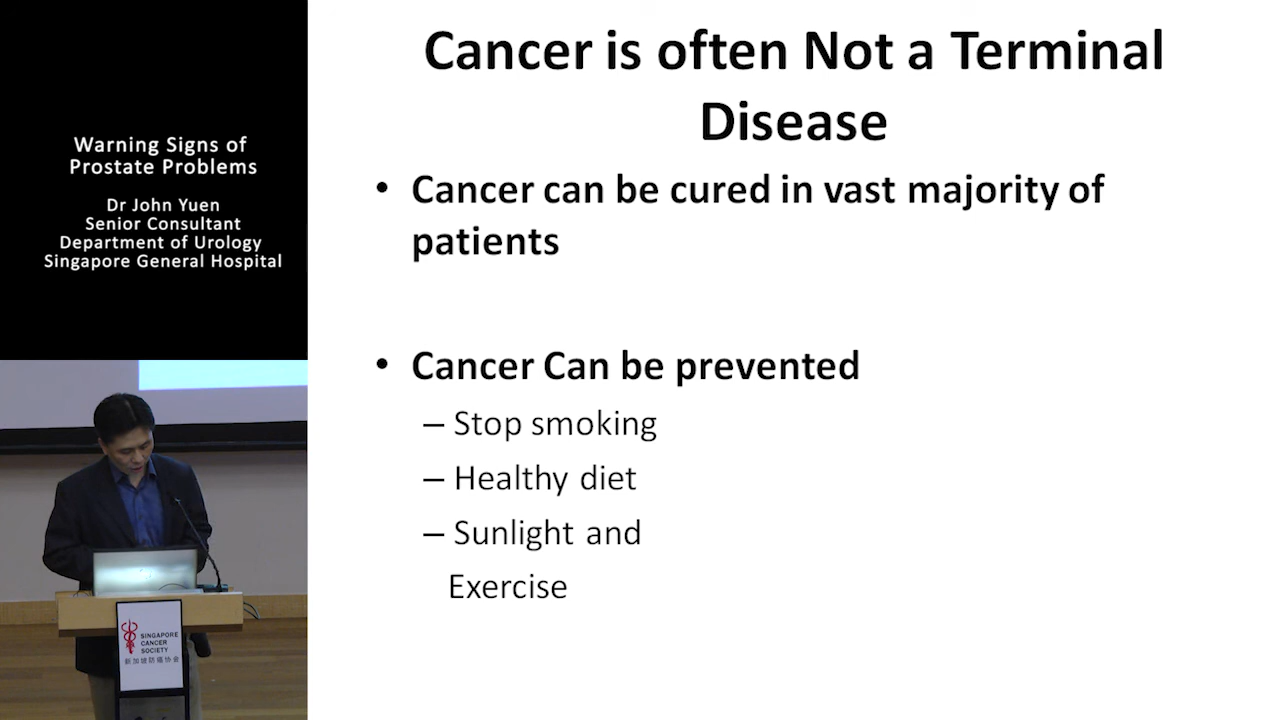 Warning Signs of
Prostate Problems
Dr John Yuen
Senior Consultant
Department of Urology
Singapore General Hospital
Cancer is often Not a Terminal
Disease
• Cancer can be cured in vast majority of
patients
• Cancer Can be prevented
– Stop smoking
– Healthy diet
– Sunlight and
Exercise
SINGAPORE
CANCER
SOCIETY
新加坡防癌协会